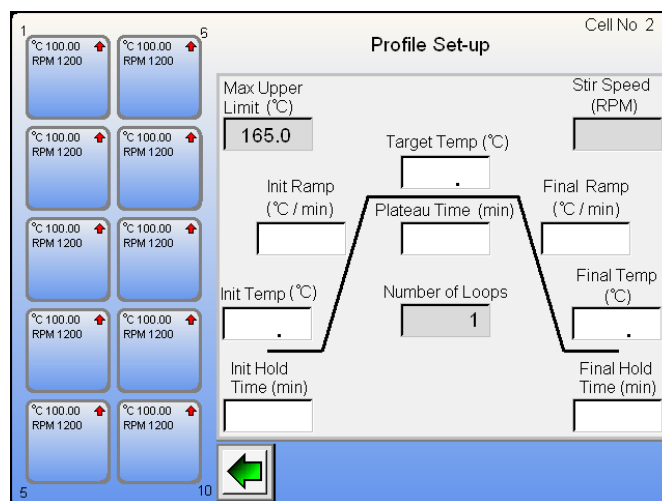 1
6
°C 100.00
RPM 1200
°C 100.00
RPM 1200
°C 100.00
RPM 1200
°C 100.00
RPM 1200
°C 100.00
RPM 1200
°C 100.00
RPM 1200
°C 100.00
RPM 1200
°C 100.00
RPM 1200
°C 100.00
RPM 1200
°C 100.00
RPM 1200
5
10
Cell No 2
Profile Set-up
Max Upper
Limit (°C)
165.0
Stir Speed
(RPM)
Target Temp (°C)
.
Init Ramp
(°C / min)
Plateau Time (min)
Final Ramp
(°C / min)
Init Temp (°C)
.
Number of Loops
1
Final Temp
(°C)
.
Init Hold
Time (min)
Final Hold
Time (min)